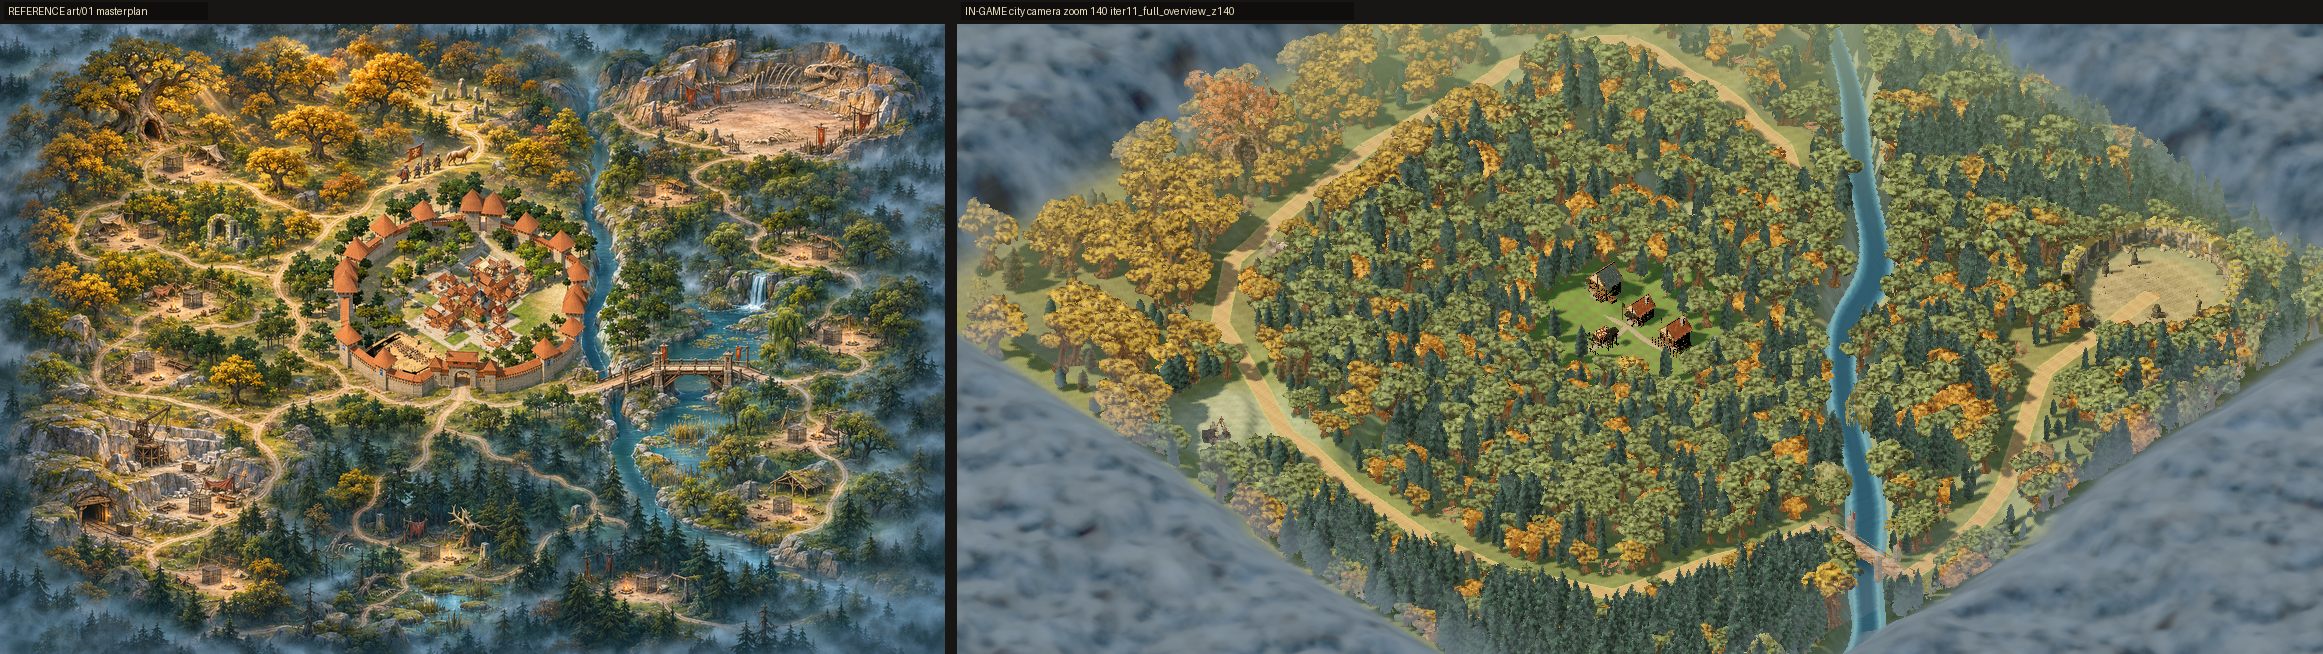 REFERENCE art/01 masterplan
IN-GAME city camera zoom 140 iter11_full_overview_z140